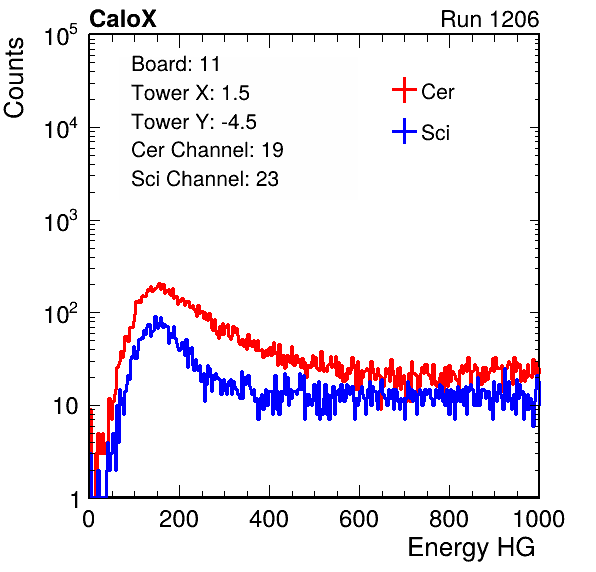 CaloX Run 1206
Counts
10^5
10^4
10^3
10^2
10
1
Board: 11
Tower X: 1.5
Tower Y: -4.5
Cer Channel: 19
Sci Channel: 23
Cer
Sci
0 200 400 600 800 1000
Energy HG